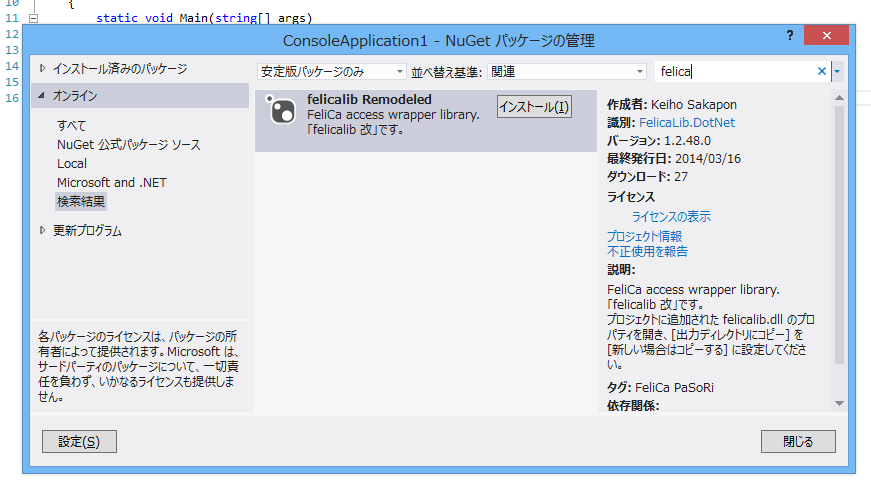 10
{
11
static void Main(string[] args)
12
13
14
15
16
ConsoleApplication1 - NuGet パッケージの管理
?
×
インストール済みのパッケージ
オンライン
すべて
NuGet 公式パッケージ ソース
Local
Microsoft and .NET
検索結果
更新プログラム
各パッケージのライセンスは、パッケージの所
有者によって提供されます。Microsoft は、
サードパーティのパッケージについて、一切責
任を負わず、いかなるライセンスも提供しま
せん。
安定版パッケージのみ
並べ替え基準:
関連
felica
×
felicalib Remodeled
FeliCa access wrapper library.
「felicalib 改」です。
インストール(I)
作成者: Keiho Sakapon
識別: FelicaLib.DotNet
バージョン: 1.2.48.0
最終発行日: 2014/03/16
ダウンロード: 27
ライセンス
ライセンスの表示
プロジェクト情報
不正使用を報告
説明:
FeliCa access wrapper library.
「felicalib 改」です。
プロジェクトに追加された felicalib.dll のプロ
パティを開き、[出力ディレクトリにコピー] を
[新しい場合はコピーする] に設定してくださ
い。
タグ: FeliCa PaSoRi
依存関係:
設定(S)
閉じる